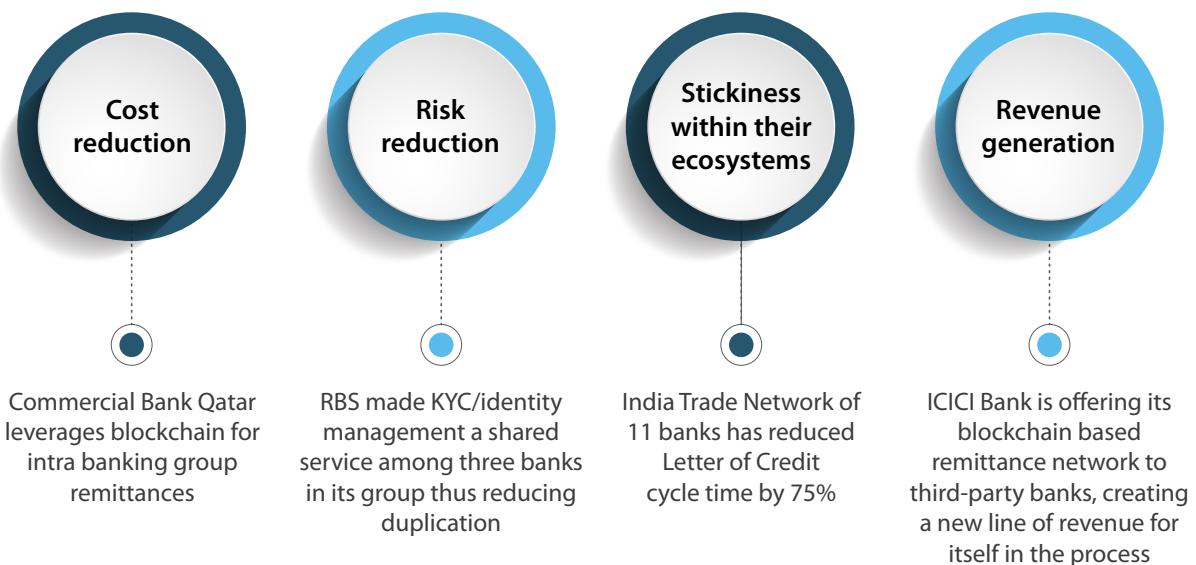 Cost
reduction
Risk
reduction
Stickiness
within their
ecosystems
Revenue
generation
Commercial Bank Qatar
leverages blockchain for
intra banking group
remittances
RBS made KYC/identity
management a shared
service among three banks
in its group thus reducing
duplication
India Trade Network of
11 banks has reduced
Letter of Credit
cycle time by 75%
ICICI Bank is offering its
blockchain based
remittance network to
third-party banks, creating
a new line of revenue for
itself in the process